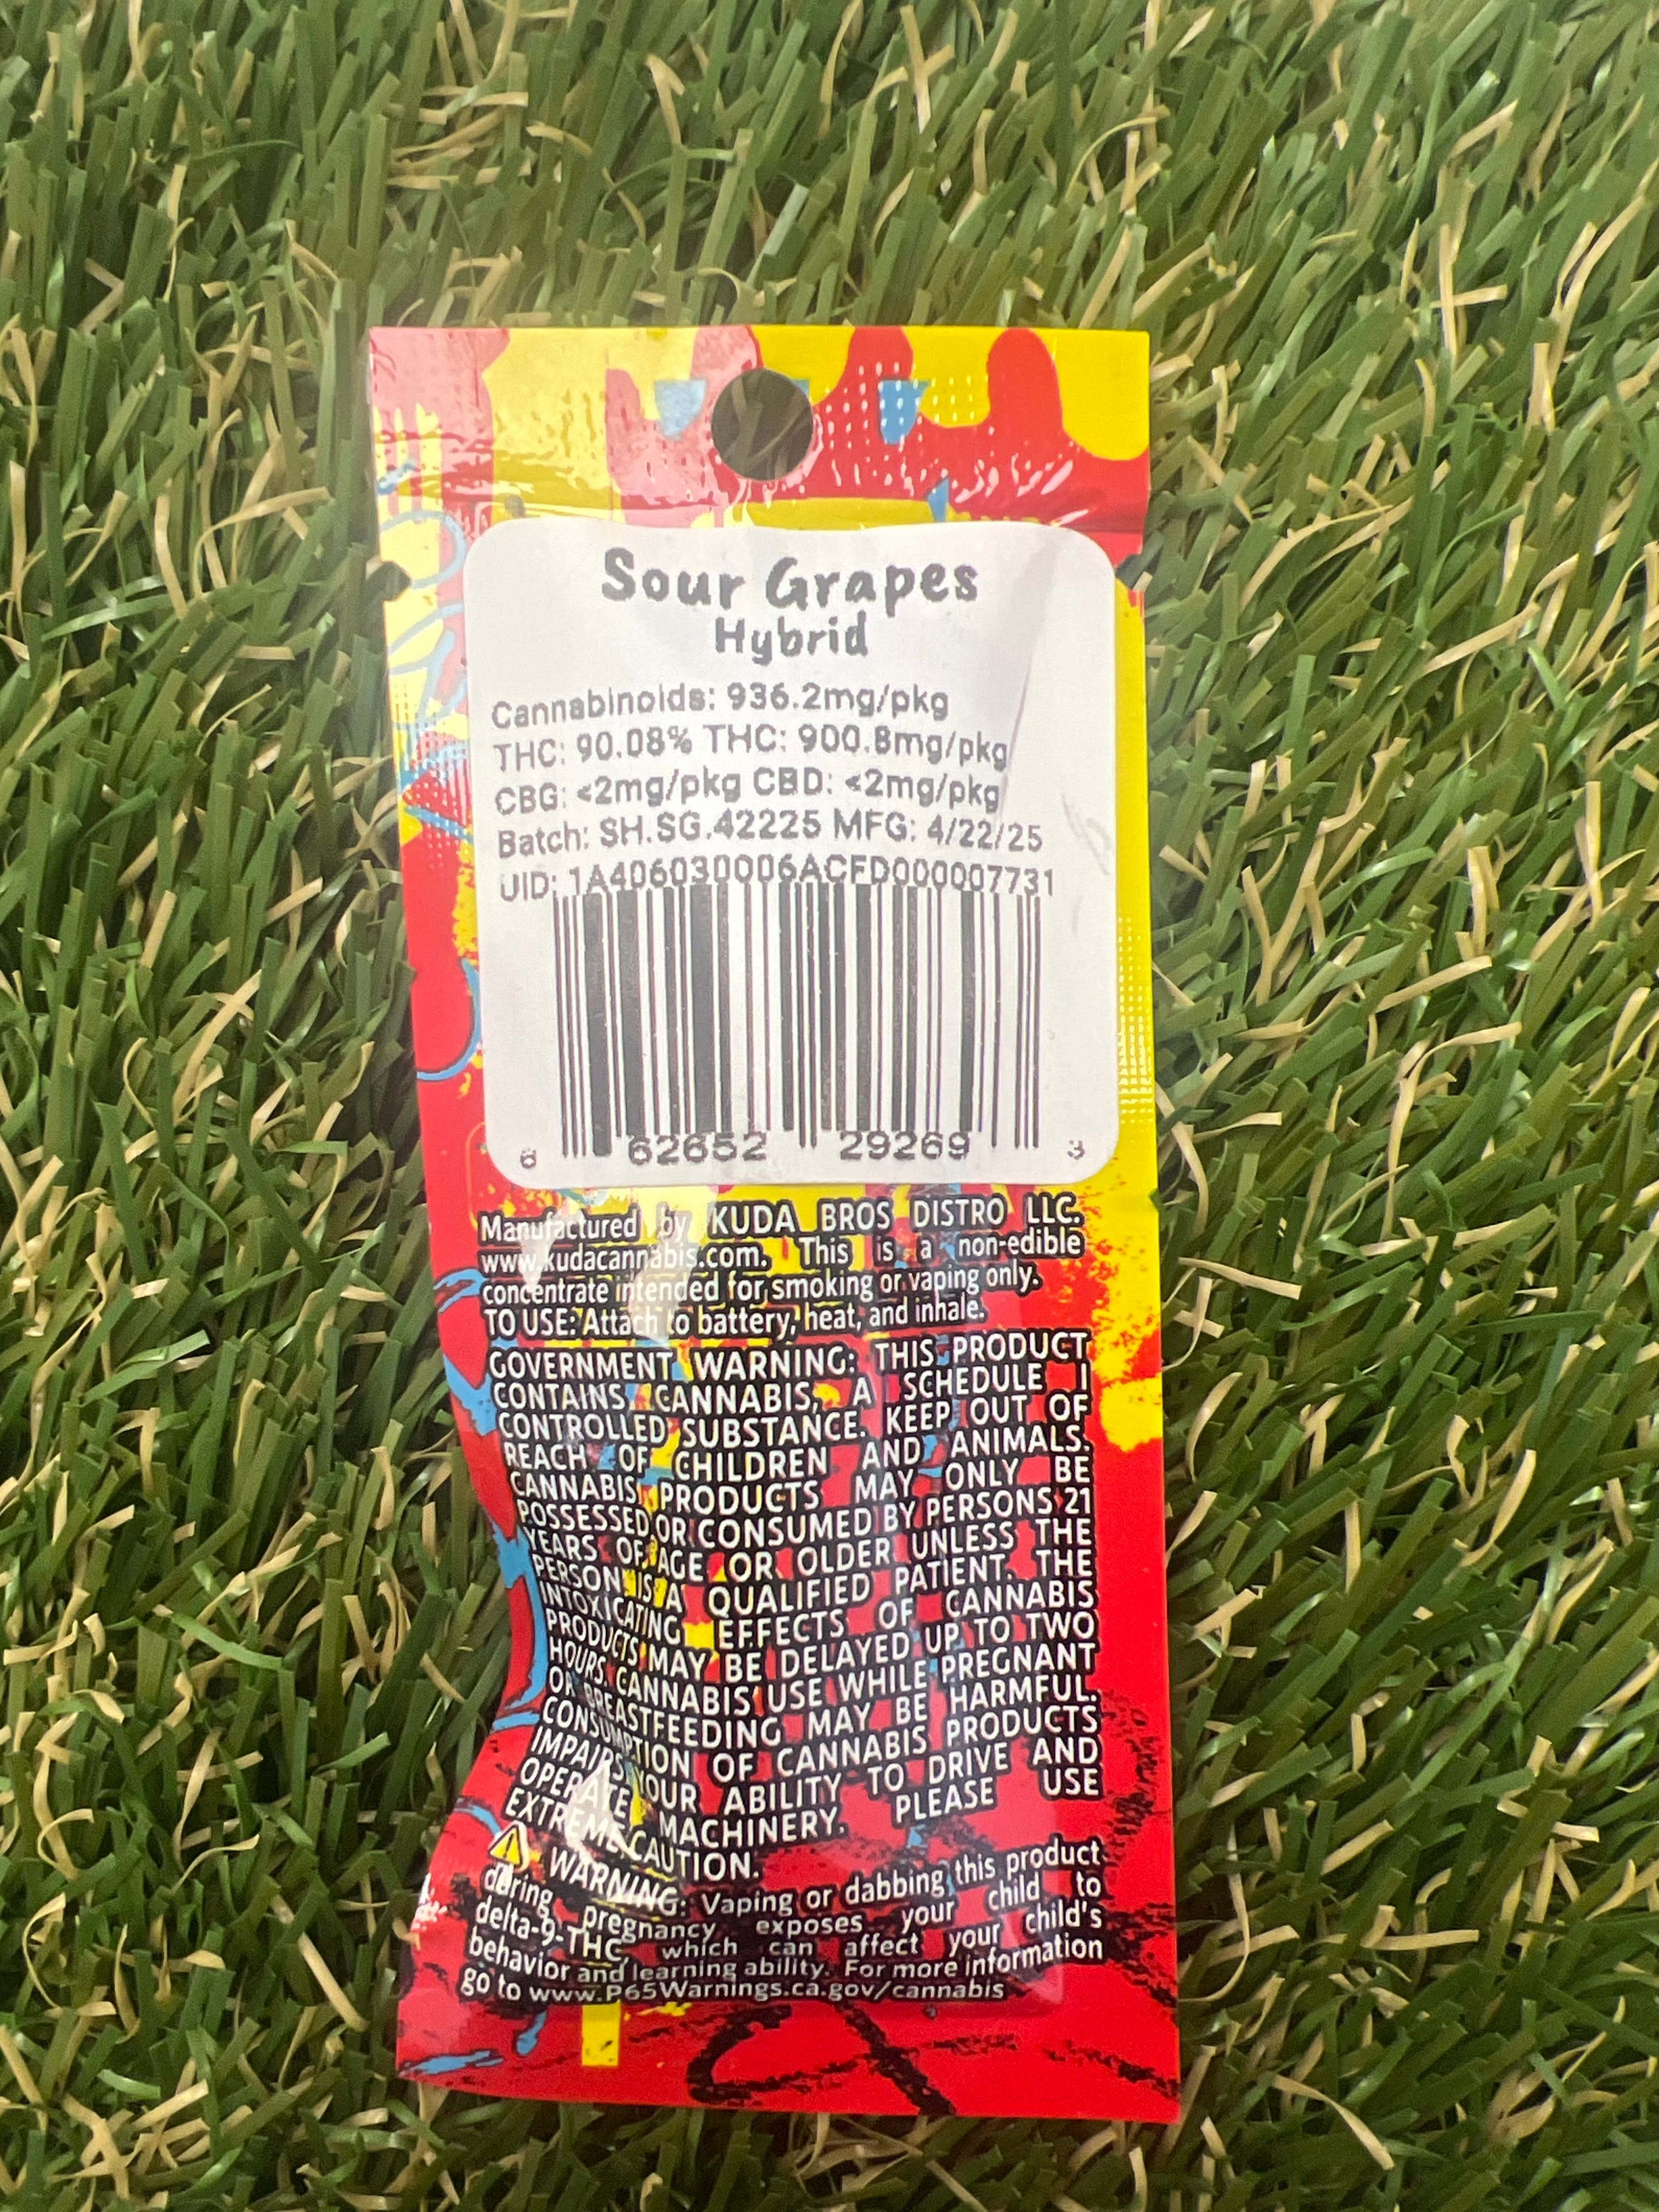 Sour Grapes
Hybrid
Cannabinoids: 936.2mg/pkg
THC: 90.08% THC: 900.8mg/pkg
CBG: <2mg/pkg CBD: <2mg/pkg
Batch: SH.SG.42225 MFG: 4/22/25
UID: 1A406030006ACFD000007731
6 62652 29269 3
Manufactured by KUDA BROS DISTRO LLC.
www.kudacannabis.com. This is a non-edible
concentrate intended for smoking or vaping only.
TO USE: Attach to battery, heat, and inhale.
GOVERNMENT WARNING: THIS PRODUCT
CONTAINS CANNABIS, A SCHEDULE I
CONTROLLED SUBSTANCE. KEEP OUT OF
REACH OF CHILDREN AND ANIMALS.
CANNABIS PRODUCTS MAY ONLY BE
POSSESSED OR CONSUMED BY PERSONS 21
YEARS OF AGE OR OLDER UNLESS THE
PERSON IS A QUALIFIED PATIENT. THE
INTOXICATING EFFECTS OF CANNABIS
PRODUCTS MAY BE DELAYED UP TO TWO
HOURS. CANNABIS USE WHILE PREGNANT
OR BREASTFEEDING MAY BE HARMFUL.
CONSUMPTION OF CANNABIS PRODUCTS
IMPAIRS YOUR ABILITY TO DRIVE AND
OPERATE MACHINERY. PLEASE USE
EXTREME CAUTION.
WARNING: Vaping or dabbing this product
during pregnancy exposes your child to
delta-9-THC, which can affect your child's
behavior and learning ability. For more information
go to www.P65Warnings.ca.gov/cannabis